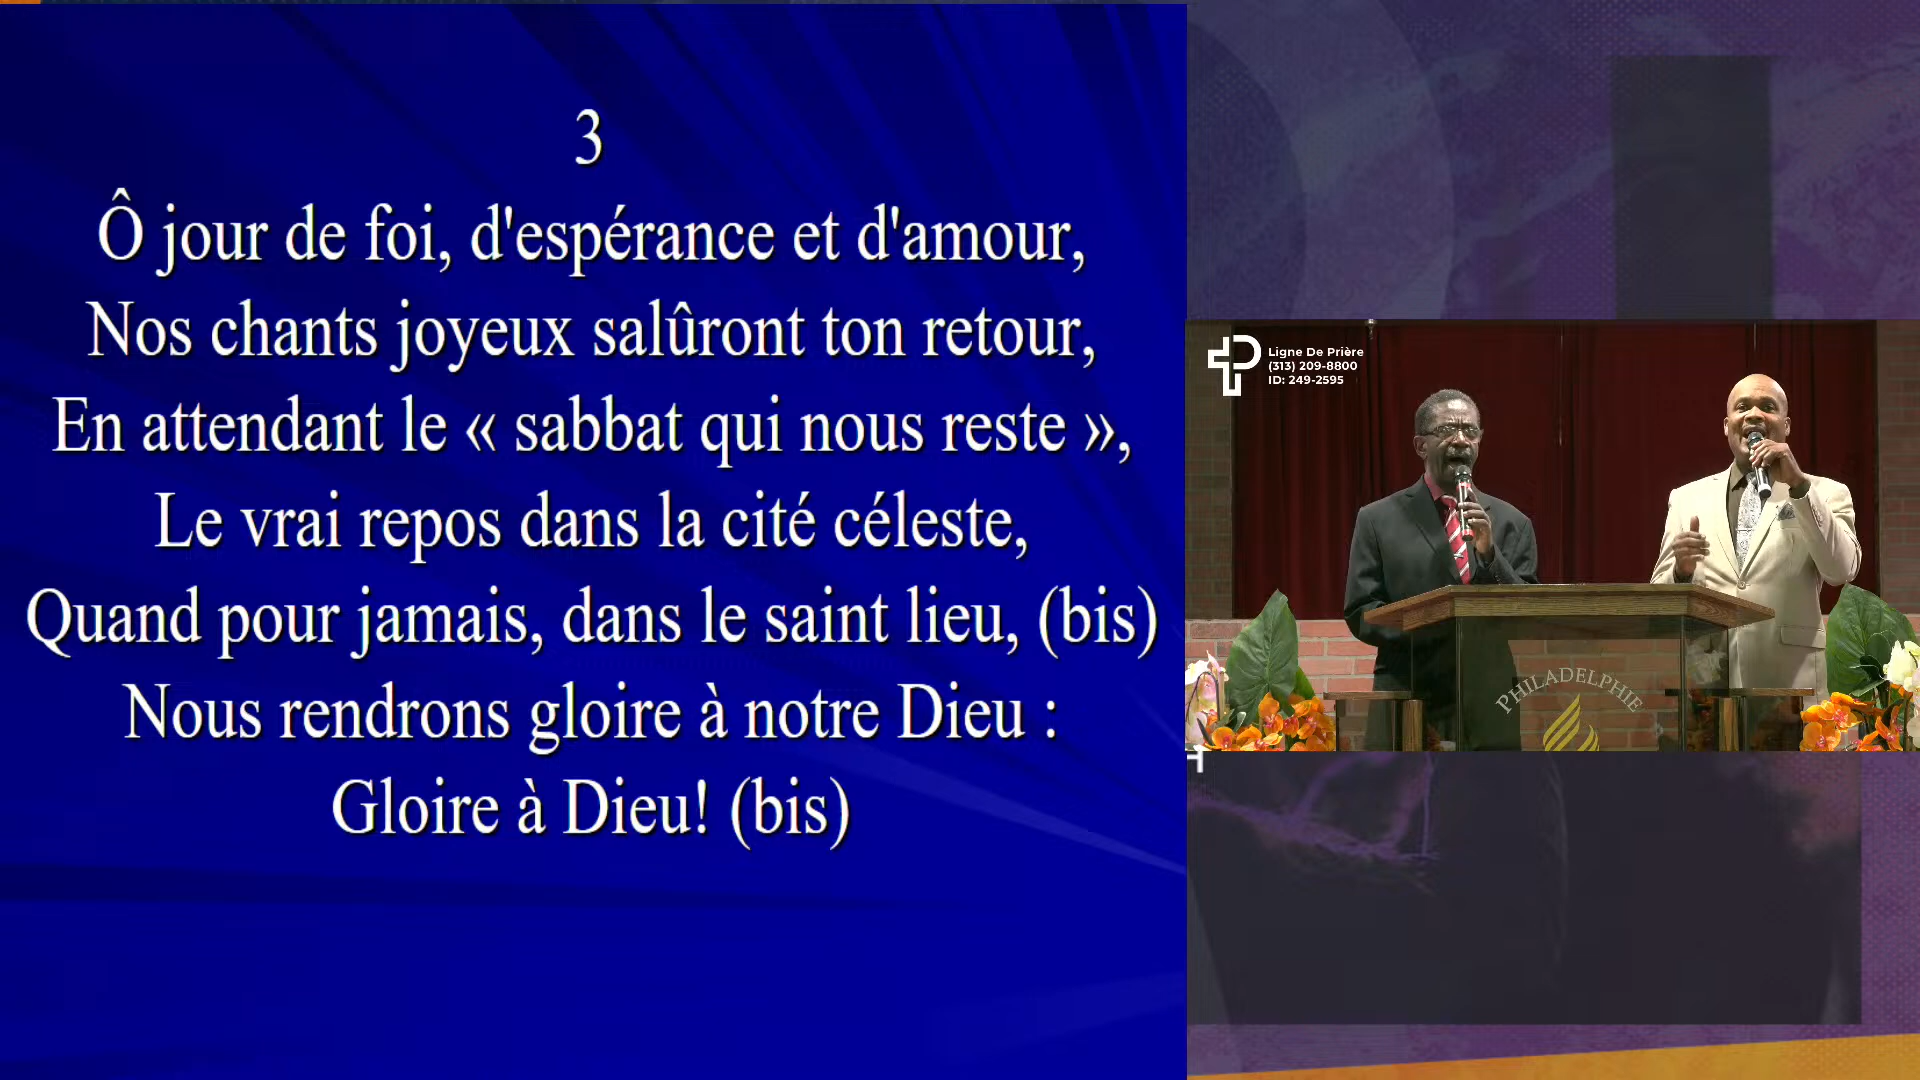 3
Ô jour de foi, d'espérance et d'amour,
Nos chants joyeux salûront ton retour,
En attendant le « sabbat qui nous reste »,
Le vrai repos dans la cité céleste,
Quand pour jamais, dans le saint lieu, (bis)
Nous rendrons gloire à notre Dieu :
Gloire à Dieu! (bis)
Ligne De Prière
(313) 209-8800
ID: 249-2595
PHILADELPHIE